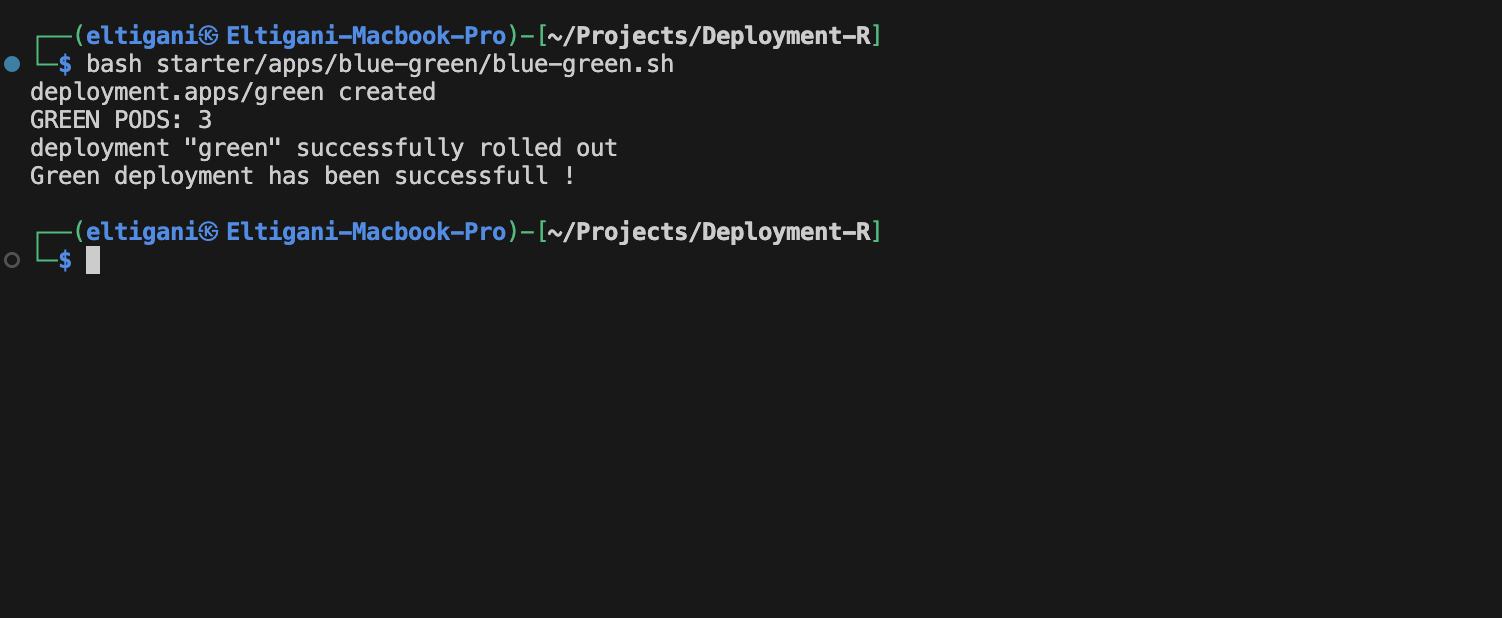 ┌──(eltigani㉿Eltigani-Macbook-Pro)-[~/Projects/Deployment-R]
└─$ bash starter/apps/blue-green/blue-green.sh
deployment.apps/green created
GREEN PODS: 3
deployment "green" successfully rolled out
Green deployment has been successfull !
┌──(eltigani㉿Eltigani-Macbook-Pro)-[~/Projects/Deployment-R]
└─$